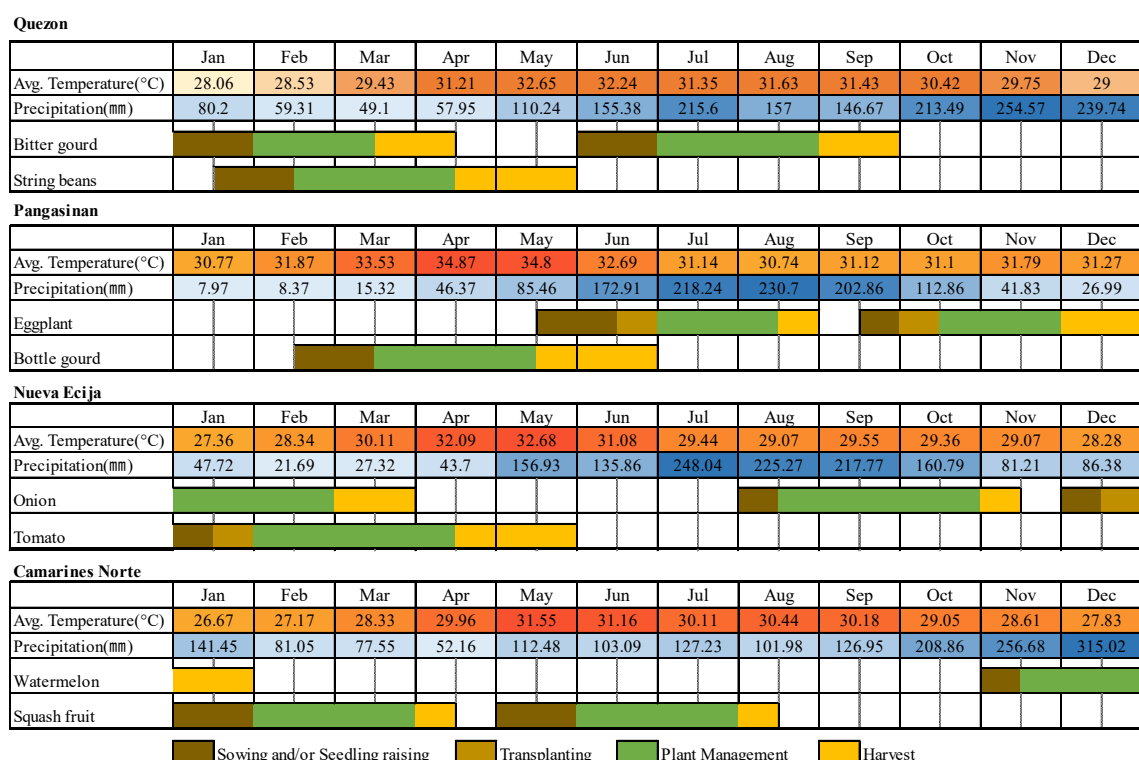 Quezon
Jan Feb Mar Apr May Jun Jul Aug Sep Oct Nov Dec
Avg. Temperature(°C) 28.06 28.53 29.43 31.21 32.65 32.24 31.35 31.63 31.43 30.42 29.75 29
Precipitation(㎜) 80.2 59.31 49.1 57.95 110.24 155.38 215.6 157 146.67 213.49 254.57 239.74
Bitter gourd
String beans
Pangasinan
Jan Feb Mar Apr May Jun Jul Aug Sep Oct Nov Dec
Avg. Temperature(°C) 30.77 31.87 33.53 34.87 34.8 32.69 31.14 30.74 31.12 31.1 31.79 31.27
Precipitation(㎜) 7.97 8.37 15.32 46.37 85.46 172.91 218.24 230.7 202.86 112.86 41.83 26.99
Eggplant
Bottle gourd
Nueva Ecija
Jan Feb Mar Apr May Jun Jul Aug Sep Oct Nov Dec
Avg. Temperature(°C) 27.36 28.34 30.11 32.09 32.68 31.08 29.44 29.07 29.55 29.36 29.07 28.28
Precipitation(㎜) 47.72 21.69 27.32 43.7 156.93 135.86 248.04 225.27 217.77 160.79 81.21 86.38
Onion
Tomato
Camarines Norte
Jan Feb Mar Apr May Jun Jul Aug Sep Oct Nov Dec
Avg. Temperature(°C) 26.67 27.17 28.33 29.96 31.55 31.16 30.11 30.44 30.18 29.05 28.61 27.83
Precipitation(㎜) 141.45 81.05 77.55 52.16 112.48 103.09 127.23 101.98 126.95 208.86 256.68 315.02
Watermelon
Squash fruit
Sowing and/or Seedling raising Transplanting Plant Management Harvest